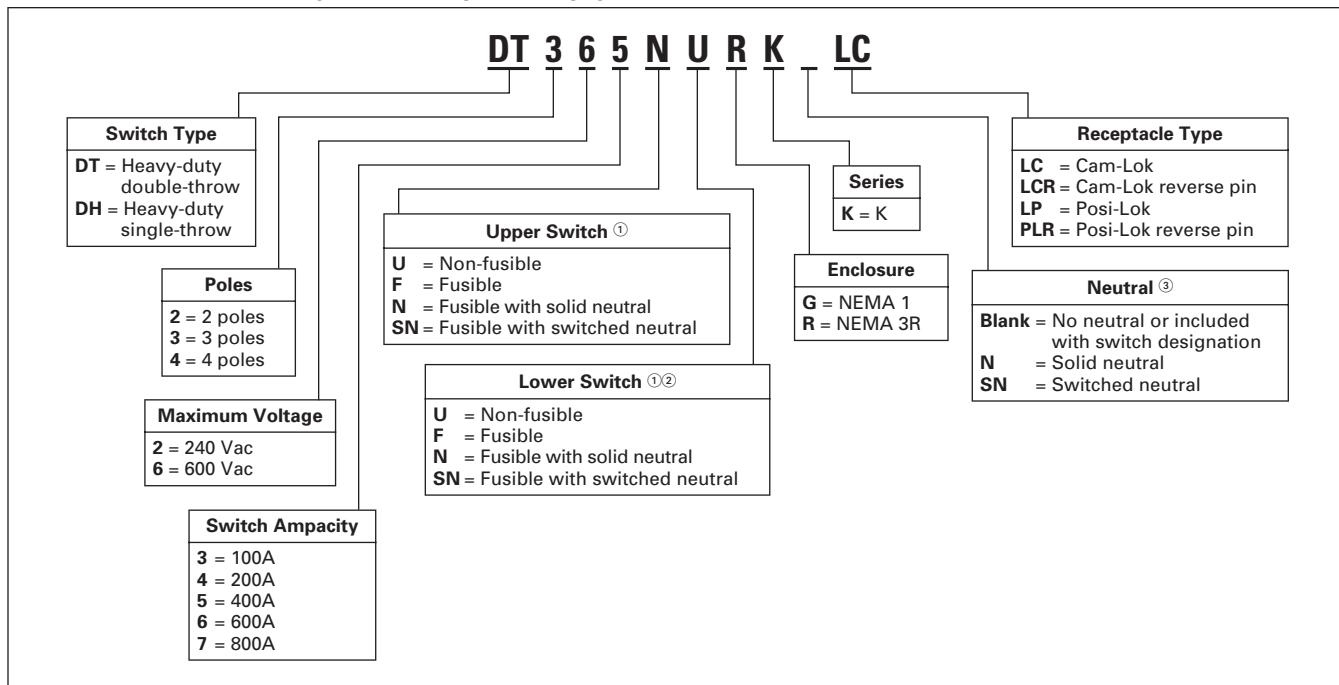 DT 3 6 5 N U R K _ LC
Switch Type
DT = Heavy-duty
double-throw
DH = Heavy-duty
single-throw
Poles
2 = 2 poles
3 = 3 poles
4 = 4 poles
Maximum Voltage
2 = 240 Vac
6 = 600 Vac
Switch Ampacity
3 = 100A
4 = 200A
5 = 400A
6 = 600A
7 = 800A
Upper Switch ①
U = Non-fusible
F = Fusible
N = Fusible with solid neutral
SN = Fusible with switched neutral
Lower Switch ①②
U = Non-fusible
F = Fusible
N = Fusible with solid neutral
SN = Fusible with switched neutral
Series
K = K
Enclosure
G = NEMA 1
R = NEMA 3R
Receptacle Type
LC = Cam-Lok
LCR = Cam-Lok reverse pin
LP = Posi-Lok
PLR = Posi-Lok reverse pin
Neutral ③
Blank = No neutral or included
with switch designation
N = Solid neutral
SN = Switched neutral